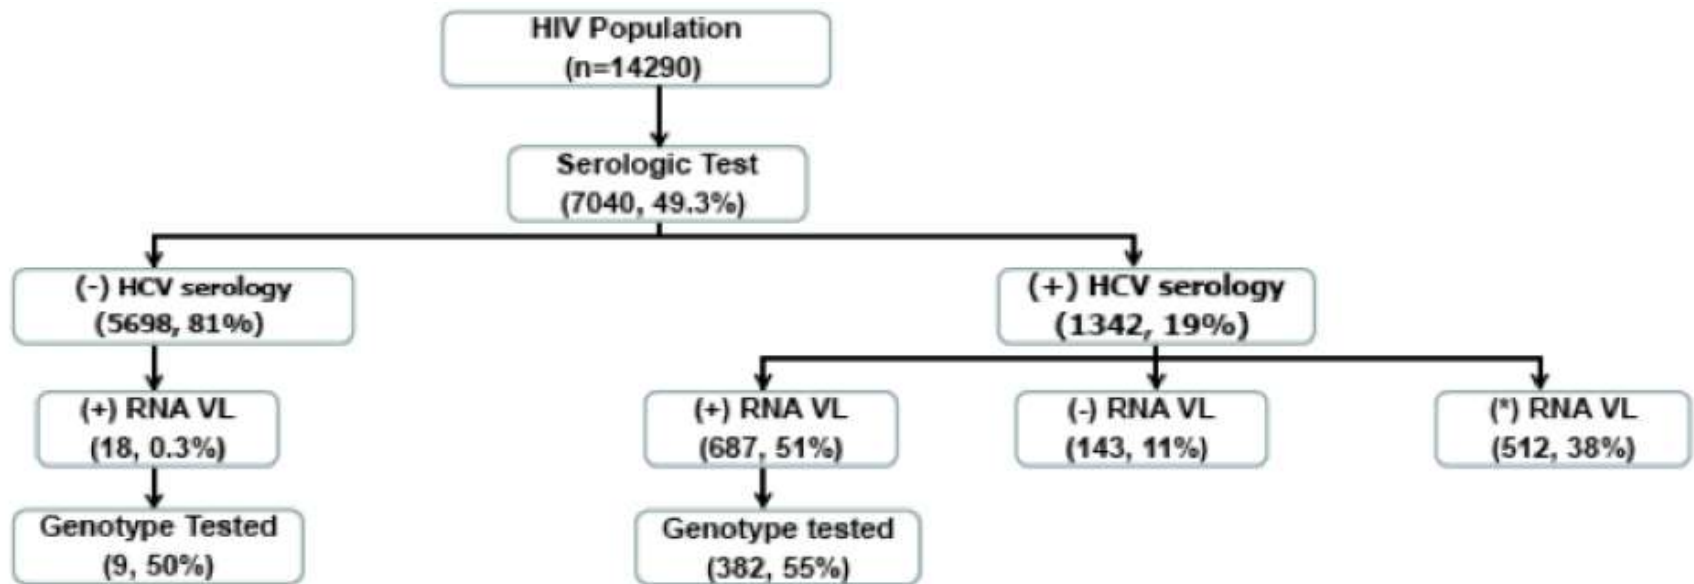 HIV Population
(n=14290)
Serologic Test
(7040, 49.3%)
(-) HCV serology
(5698, 81%)
(+) HCV serology
(1342, 19%)
(+) RNA VL
(18, 0.3%)
(+) RNA VL
(687, 51%)
(-) RNA VL
(143, 11%)
(*) RNA VL
(512, 38%)
Genotype Tested
(9, 50%)
Genotype tested
(382, 55%)